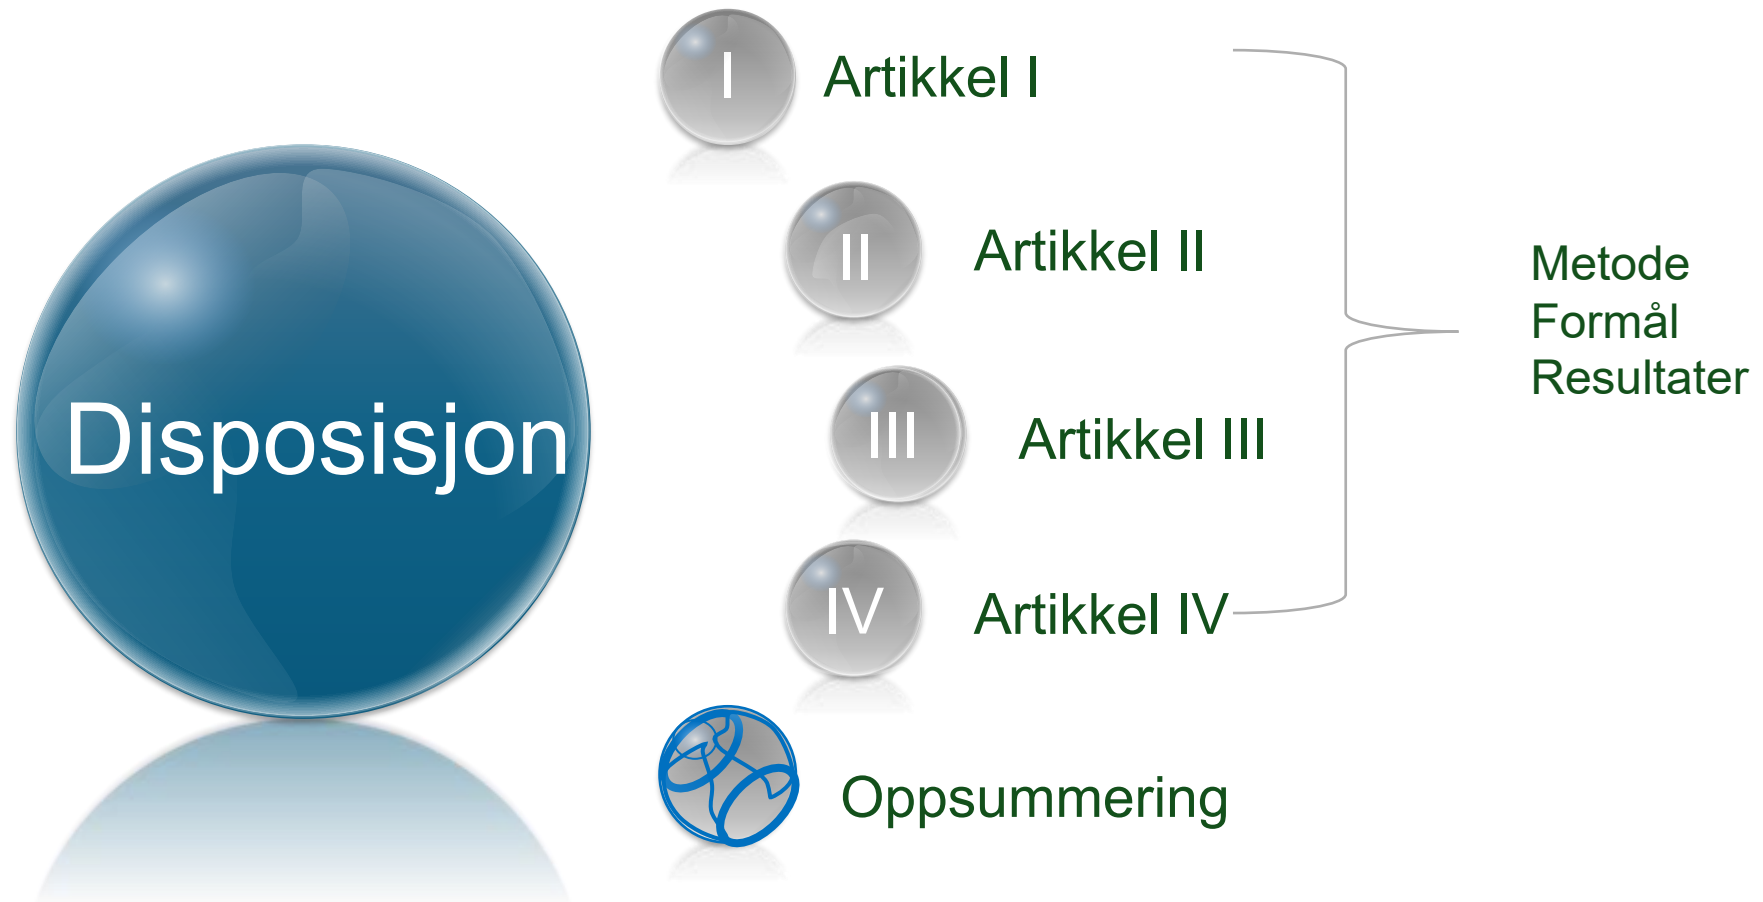 Disposisjon
I
Artikkel I
II
Artikkel II
III
Artikkel III
IV
Artikkel IV
Oppsummering
Metode
Formål
Resultater